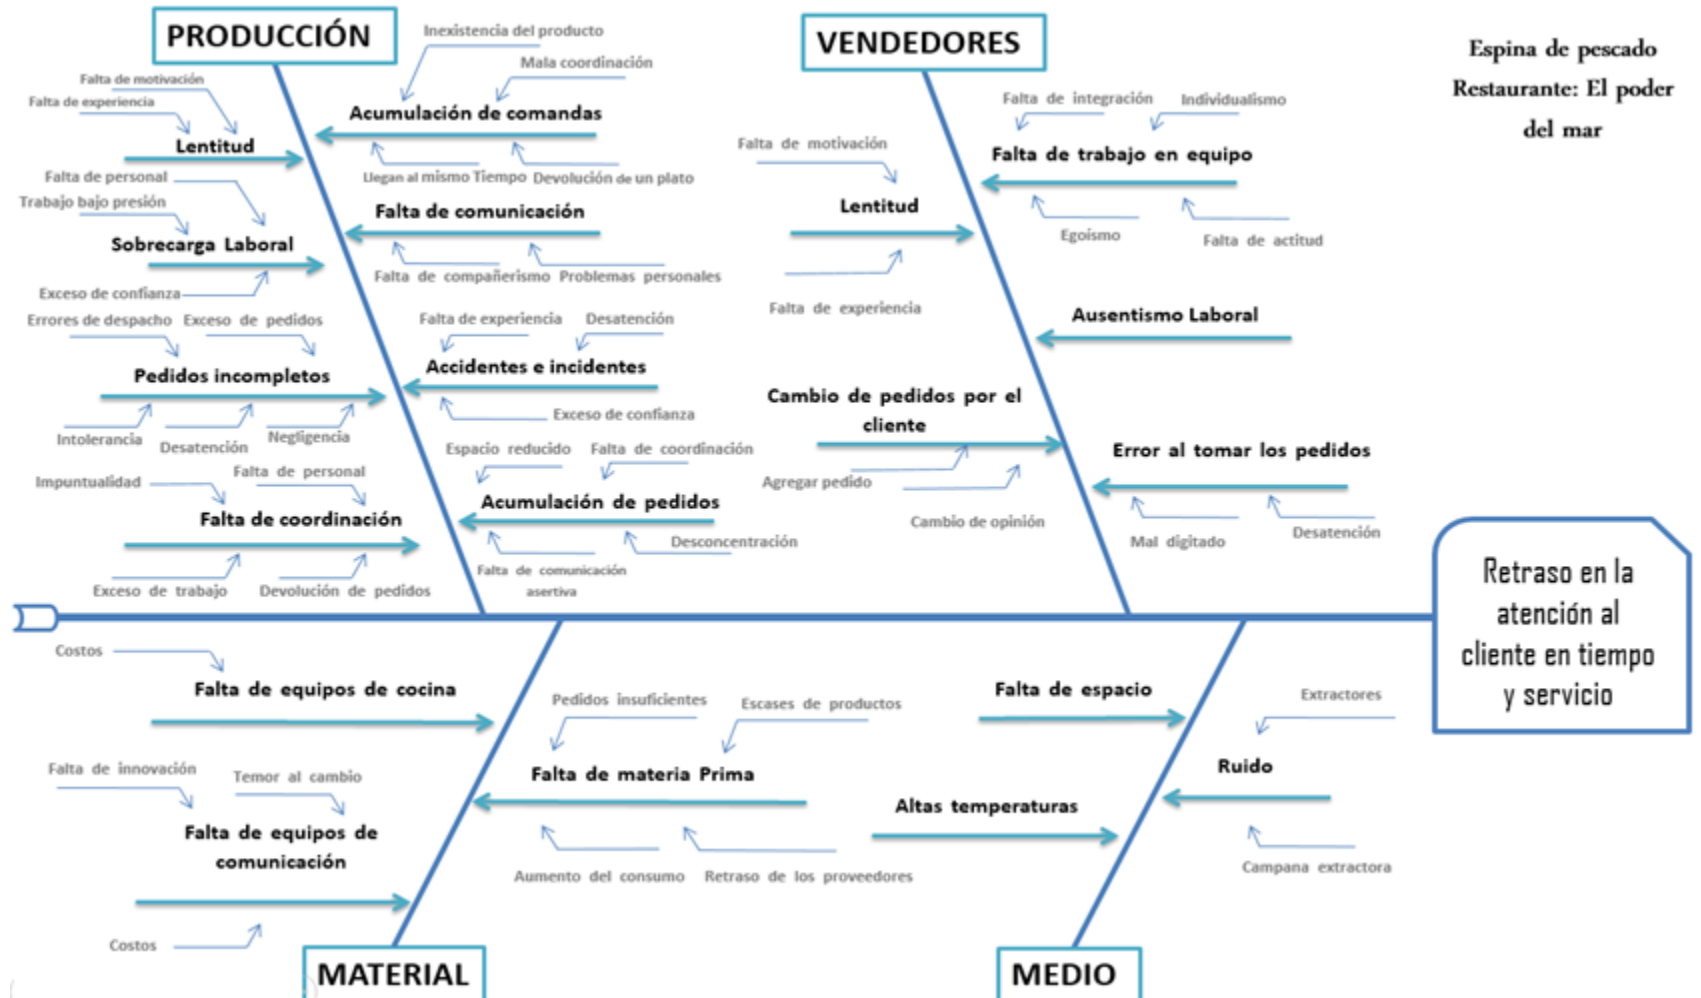 PRODUCCIÓN
Falta de motivación
Falta de experiencia
Lentitud
Falta de personal
Trabajo bajo presión
Sobrecarga Laboral
Exceso de confianza
Errores de despacho
Exceso de pedidos
Pedidos incompletos
Intolerancia
Desatención
Negligencia
Impuntualidad
Falta de personal
Falta de coordinación
Exceso de trabajo
Devolución de pedidos
Inexistencia del producto
Mala coordinación
Acumulación de comandas
Llegan al mismo Tiempo
Devolución de un plato
Falta de comunicación
Falta de compañerismo
Problemas personales
Falta de experiencia
Desatención
Accidentes e incidentes
Exceso de confianza
Espacio reducido
Falta de coordinación
Acumulación de pedidos
Desconcentración
Falta de comunicación
asertiva
VENDEDORES
Falta de motivación
Lentitud
Falta de experiencia
Cambio de pedidos por el
cliente
Agregar pedido
Cambio de opinión
Falta de integración
Individualismo
Falta de trabajo en equipo
Egoísmo
Falta de actitud
Ausentismo Laboral
Error al tomar los pedidos
Mal digitado
Desatención
Espina de pescado
Restaurante: El poder
del mar
Retraso en la
atención al
cliente en tiempo
y servicio
Costos
Falta de equipos de cocina
Falta de innovación
Temor al cambio
Falta de equipos de
comunicación
Costos
Pedidos insuficientes
Escases de productos
Falta de materia Prima
Aumento del consumo
Retraso de los proveedores
MATERIAL
Falta de espacio
Altas temperaturas
Extractores
Ruido
Campana extractora
MEDIO